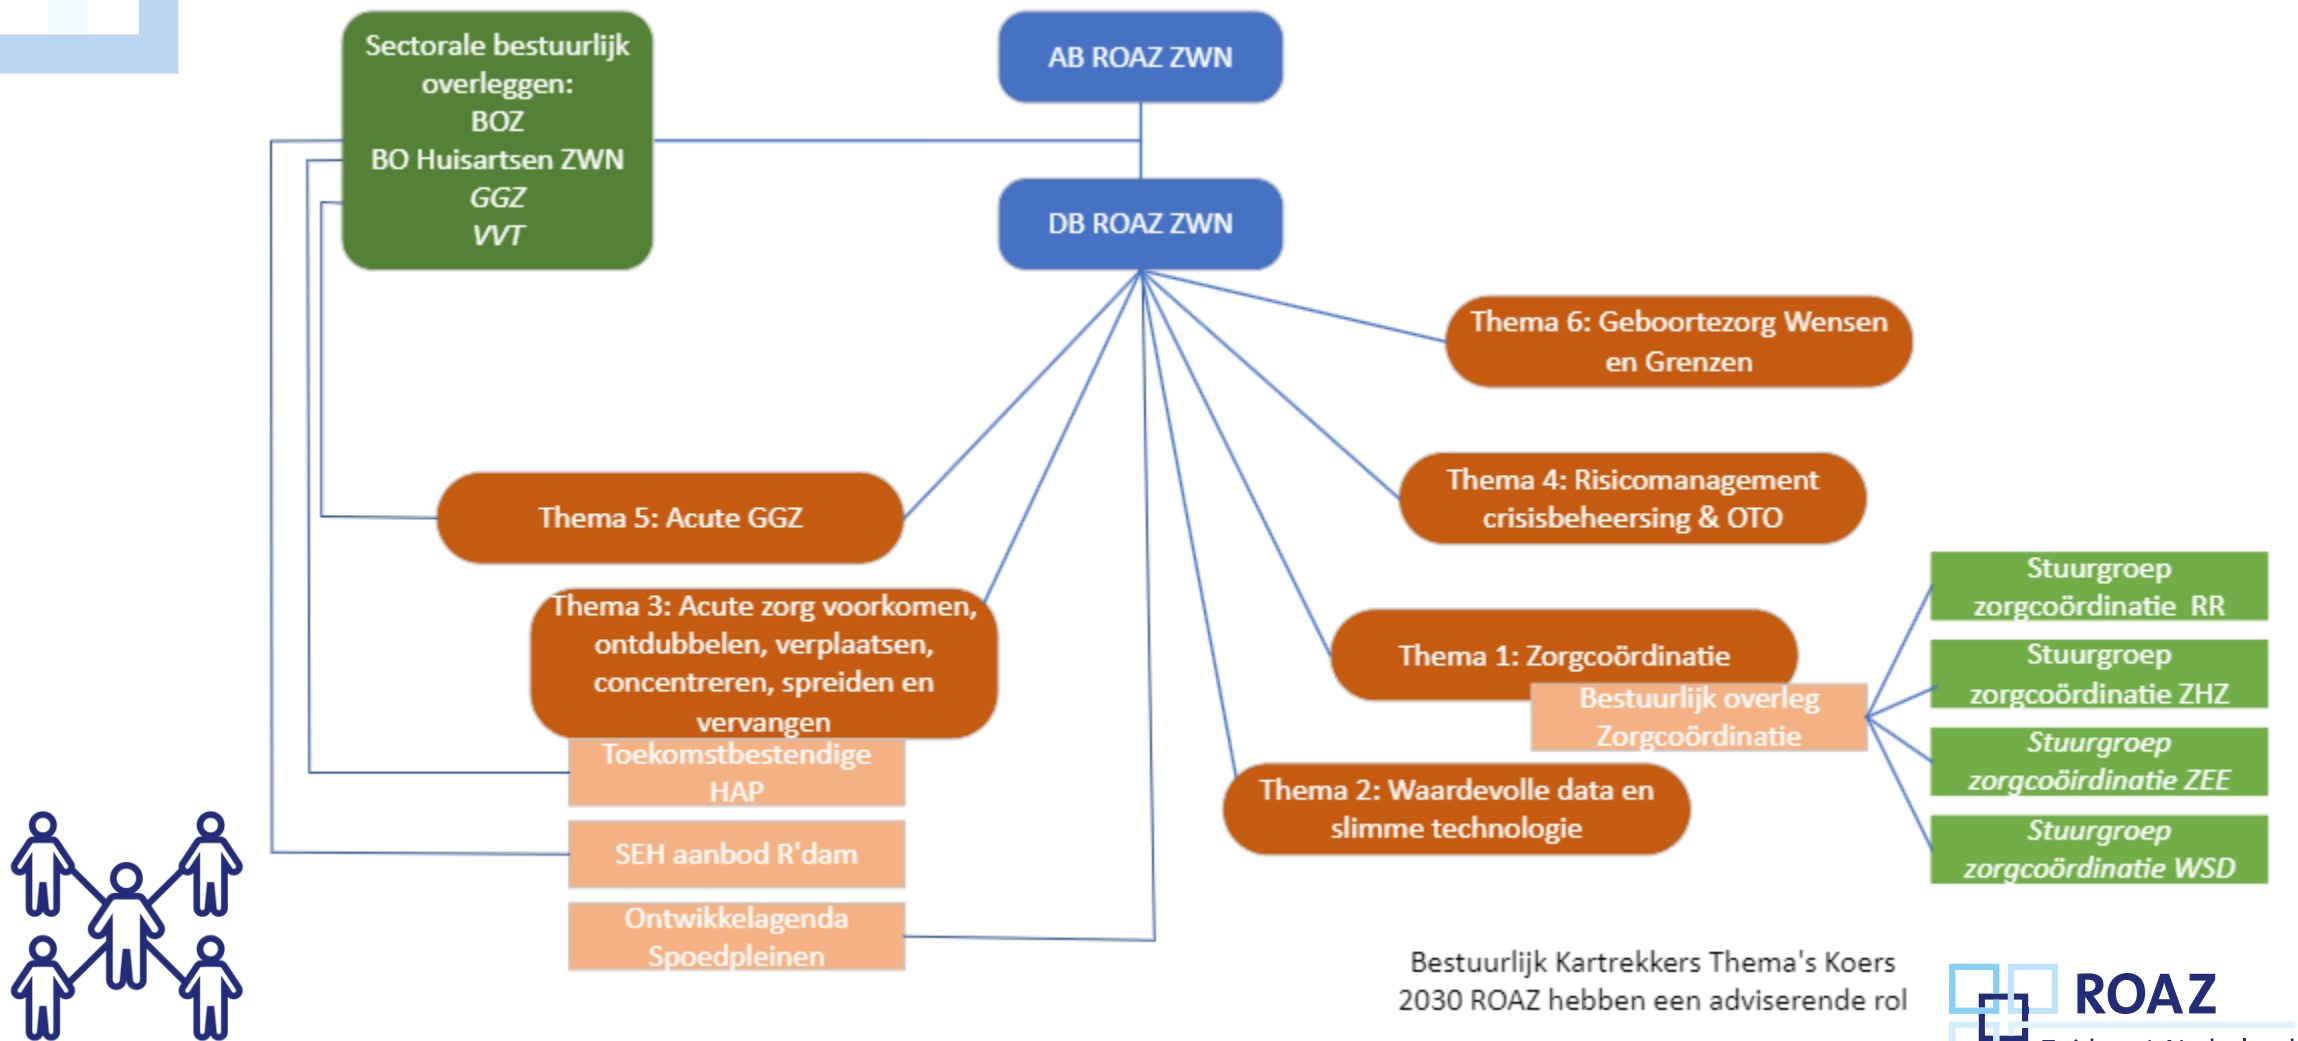 Sectorale bestuurlijk
overleggen:
BOZ
BO Huisartsen ZWN
GGZ
VVT
AB ROAZ ZWN
DB ROAZ ZWN
Thema 6: Geboortezorg Wensen
en Grenzen
Thema 4: Risicomanagement
crisisbeheersing & OTO
Thema 5: Acute GGZ
Thema 3: Acute zorg voorkomen,
ontdubbelen, verplaatsen,
concentreren, spreiden en
vervangen
Toekomstbestendige
HAP
SEH aanbod R'dam
Ontwikkelagenda
Spoedpleinen
Thema 1: Zorgcoördinatie
Bestuurlijk overleg
Zorgcoördinatie
Thema 2: Waardevolle data en
slimme technologie
Stuurgroep
zorgcoördinatie RR
Stuurgroep
zorgcoördinatie ZHZ
Stuurgroep
zorgcoöirdinatie ZEE
Stuurgroep
zorgcoördinatie WSD
Bestuurlijk Kartrekkers Thema's Koers
2030 ROAZ hebben een adviserende rol
ROAZ